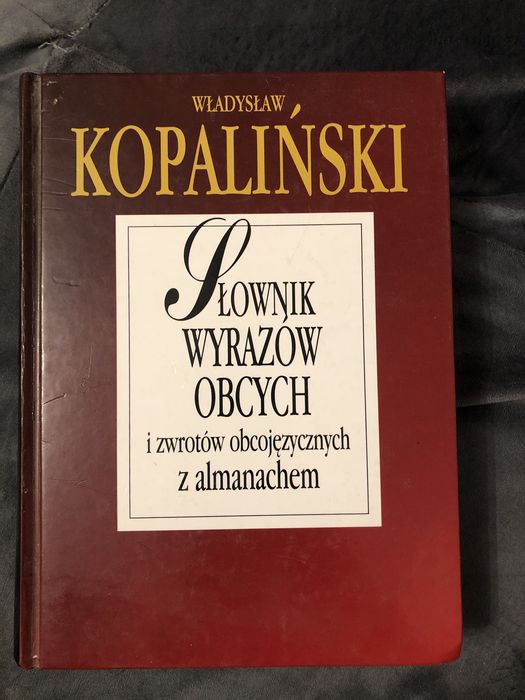 WŁADYSŁAW
KOPALIŃSKI
SŁOWNIK
WYRAZÓW
OBCYCH
i zwrotów obcojęzycznych
z almanachem